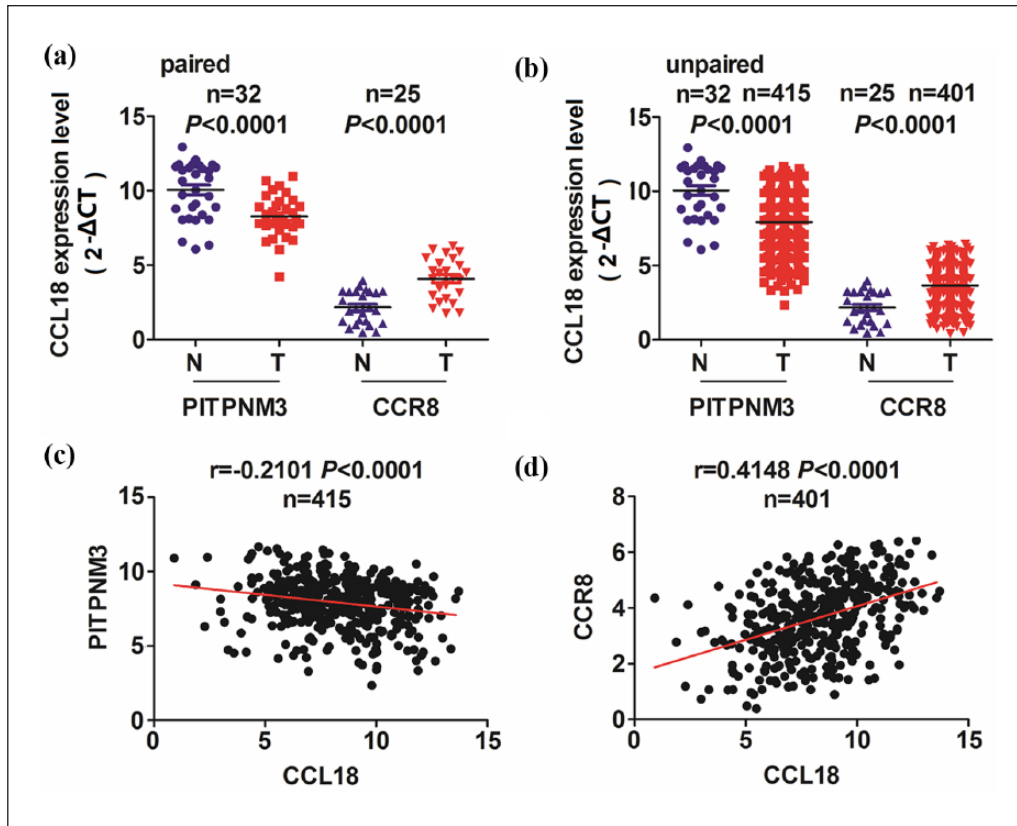 (a)
paired
n=32 n=25
P<0.0001 P<0.0001
CCL18 expression level
( 2-ΔCT )
15
10
5
0
N T N T
PITPNM3 CCR8
(b)
unpaired
n=32 n=415 n=25 n=401
P<0.0001 P<0.0001
CCL18 expression level
( 2-ΔCT )
15
10
5
0
N T N T
PITPNM3 CCR8
(c)
r=-0.2101 P<0.0001
n=415
PITPNM3
15
10
5
0
0 5 10 15
CCL18
(d)
r=0.4148 P<0.0001
n=401
CCR8
8
6
4
2
0
0 5 10 15
CCL18